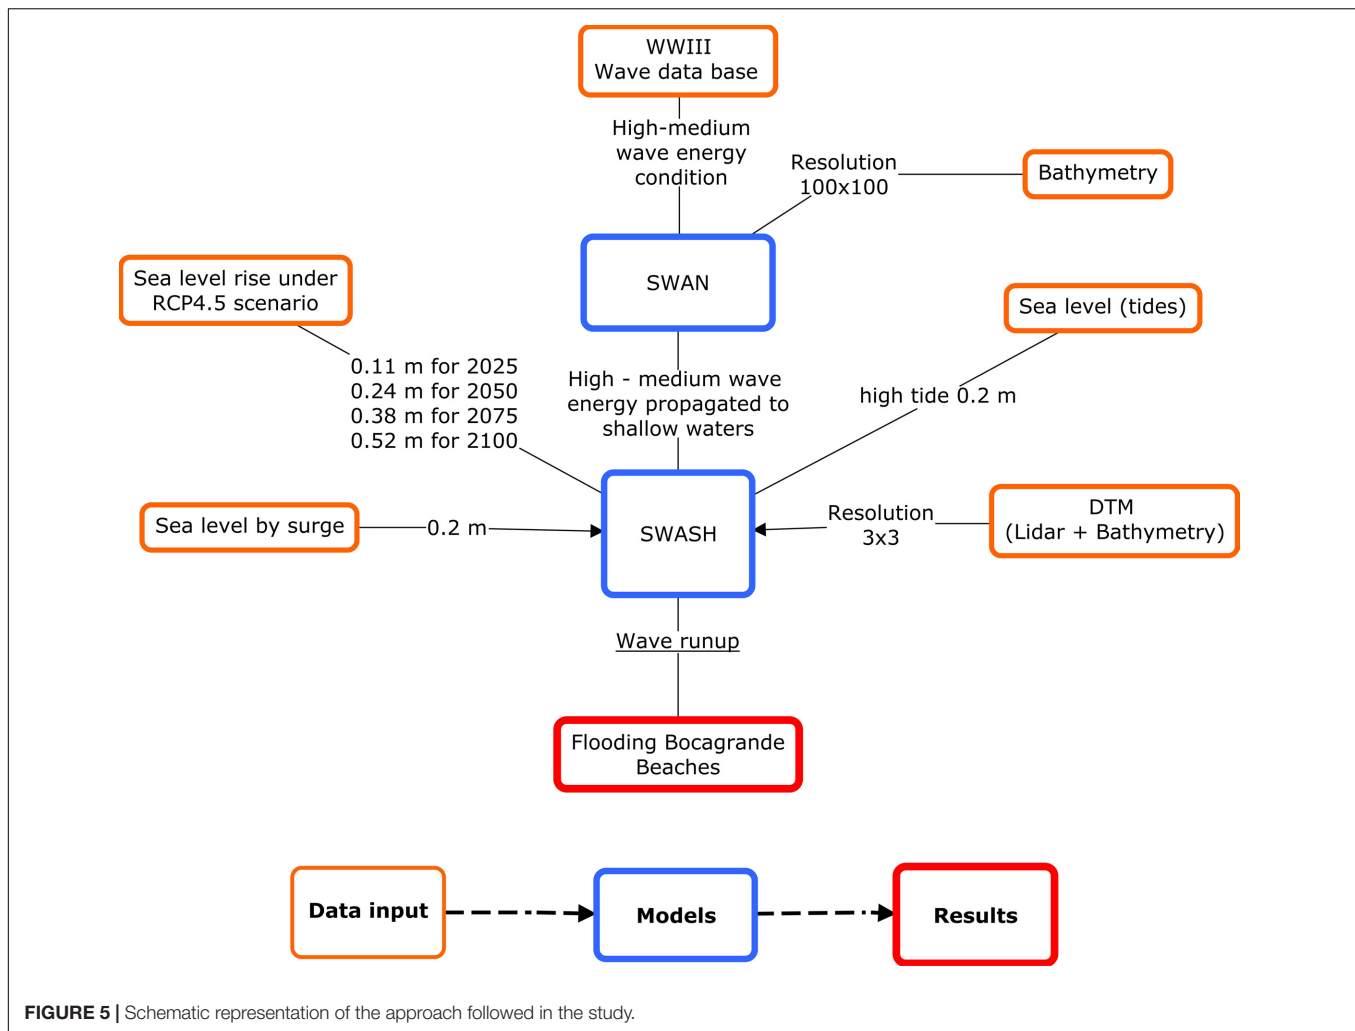 WWIII
Wave data base
High-medium
wave energy
condition
Resolution
100x100
Bathymetry
SWAN
Sea level rise under
RCP4.5 scenario
Sea level (tides)
0.11 m for 2025
0.24 m for 2050
0.38 m for 2075
0.52 m for 2100
High - medium wave
energy propagated to
shallow waters
high tide 0.2 m
Sea level by surge
0.2 m
SWASH
Resolution
3x3
DTM
(Lidar + Bathymetry)
Wave runup
Flooding Bocagrande
Beaches
Data input
Models
Results
FIGURE 5 | Schematic representation of the approach followed in the study.